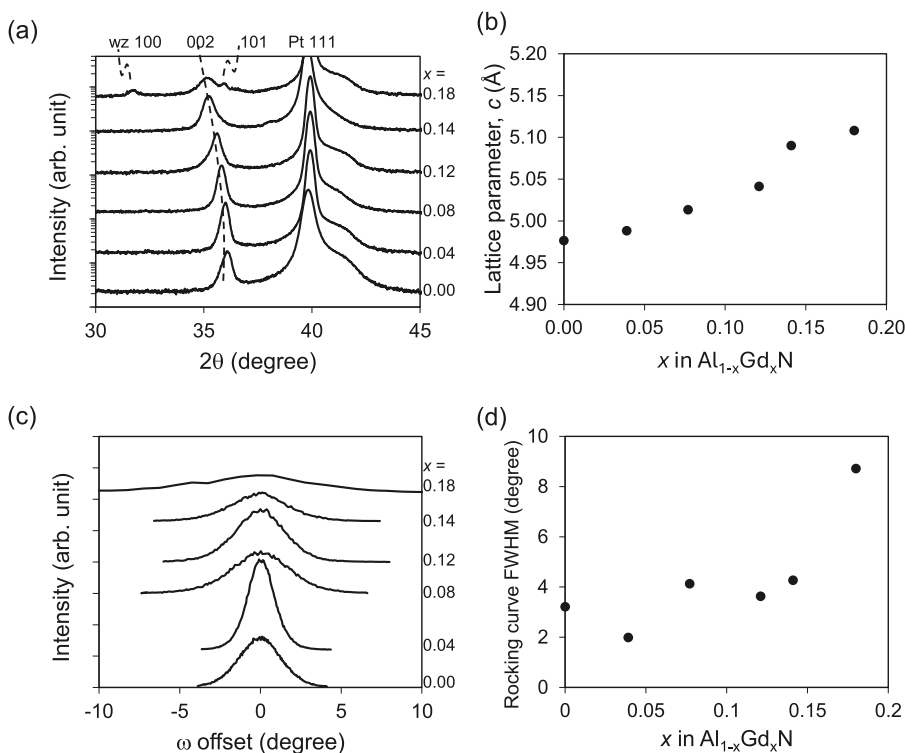 (a)
wz 100 002 101 Pt 111
x =
0.18
0.14
0.12
0.08
0.04
0.00
Intensity (arb. unit)
30 35 40 45
2θ (degree)
(b)
5.20
5.15
5.10
5.05
5.00
4.95
4.90
Lattice parameter, c (Å)
0.00 0.05 0.10 0.15 0.20
x in Al1-xGdxN
(c)
x =
0.18
0.14
0.12
0.08
0.04
0.00
Intensity (arb. unit)
-10 -5 0 5 10
ω offset (degree)
(d)
10
8
6
4
2
0
Rocking curve FWHM (degree)
0 0.05 0.1 0.15 0.2
x in Al1-xGdxN